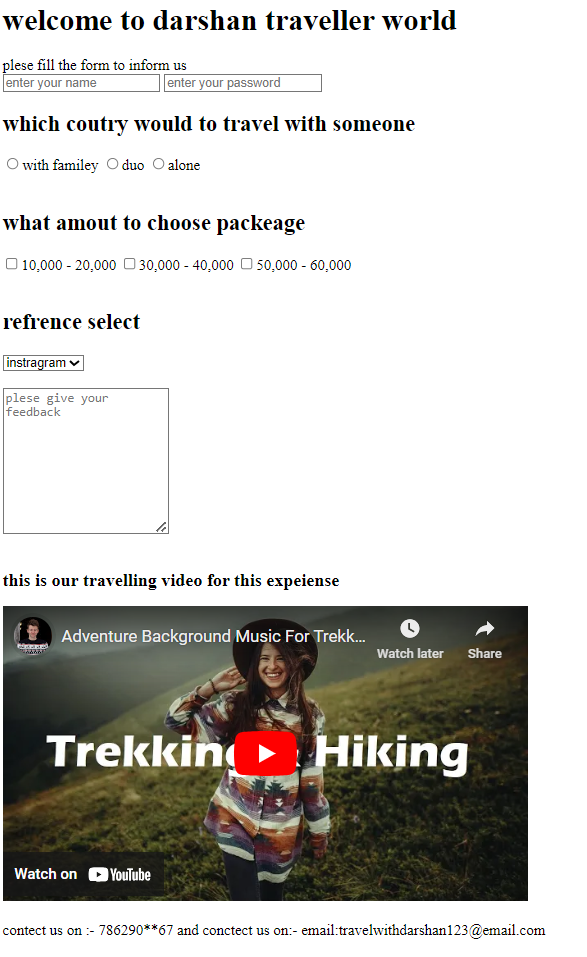 welcome to darshan traveller world
plese fill the form to inform us
enter your name enter your password
which coutry would to travel with someone
with familey duo alone
what amout to choose packeage
10,000 - 20,000 30,000 - 40,000 50,000 - 60,000
refrence select
instragram
plese give your
feedback
this is our travelling video for this expeiense
Adventure Background Music For Trekk...
Watch later Share
Trekking Hiking
Watch on YouTube
contect us on :- 786290**67 and conctect us on:- email:travelwithdarshan123@email.com